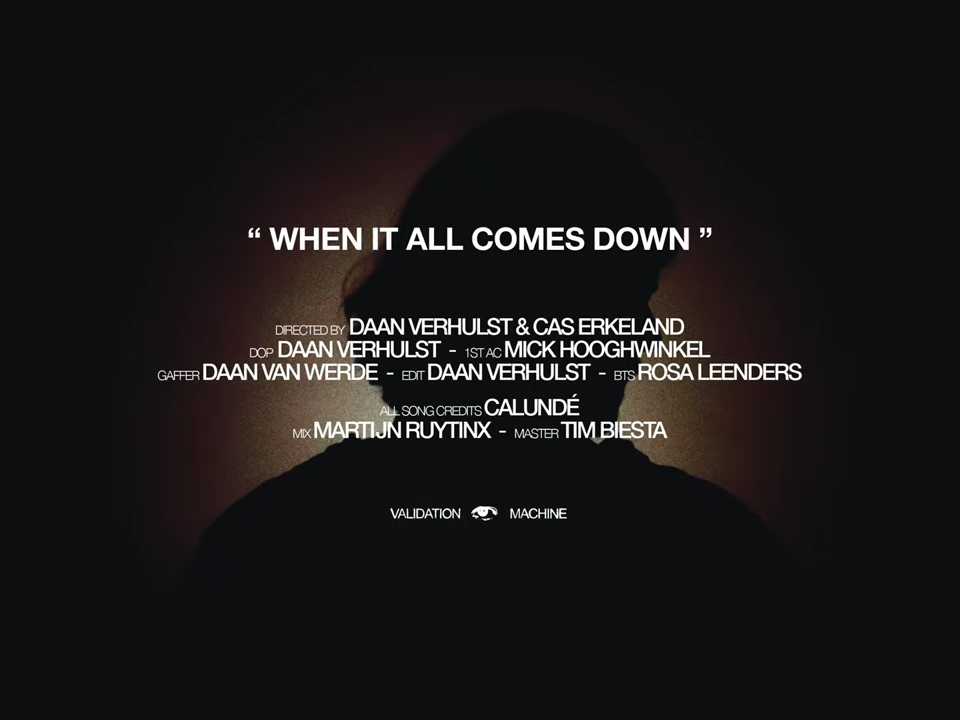 “ WHEN IT ALL COMES DOWN ”
DIRECTED BY DAAN VERHULST & CAS ERKELAND
DOP DAAN VERHULST - 1ST AC MICK HOOGHWINKEL
GAFFER DAAN VAN WERDE - EDIT DAAN VERHULST - BTS ROSA LEENDERS
ALL SONG CREDITS CALUNDÉ
MIX MARTIJN RUYTINX - MASTER TIM BIESTA
VALIDATION MACHINE